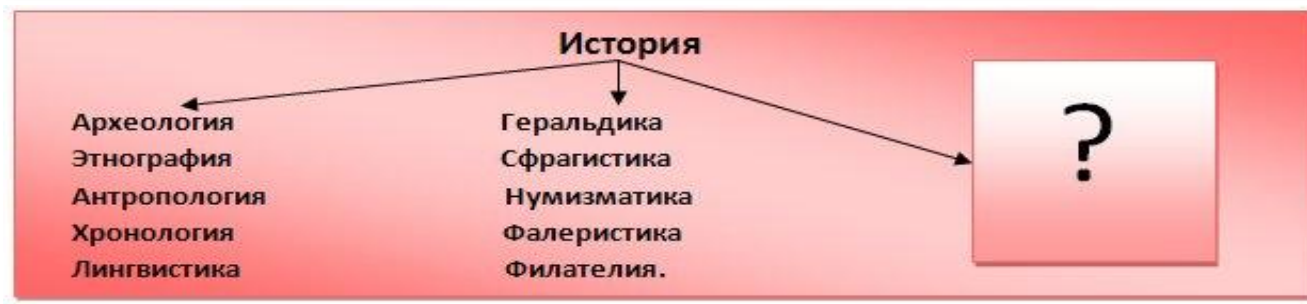 История
Археология
Этнография
Антропология
Хронология
Лингвистика
Геральдика
Сфрагистика
Нумизматика
Фалеристика
Филателия.
?